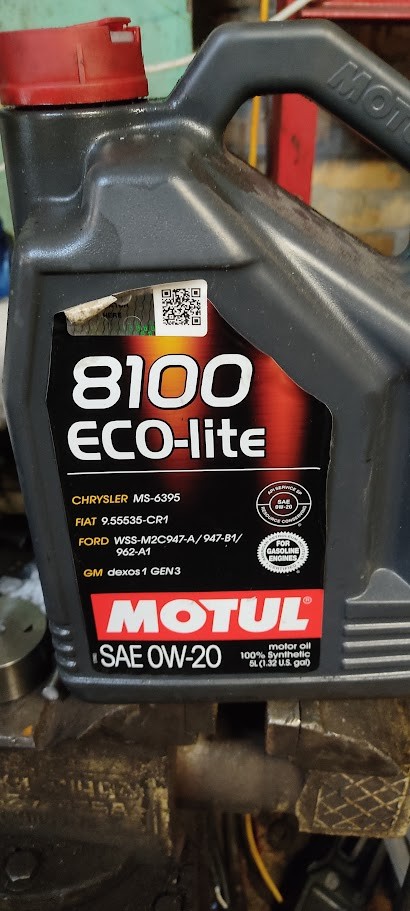 MOTU
HERE
8100
ECO-lite
CHRYSLER MS-6395
FIAT 9.55535-CR1
FORD WSS-M2C947-A/947-B1/
962-A1
GM dexos1 GEN3
API SERVICE SP
SAE
0W-20
RESOURCE CONSERVING
FOR
GASOLINE
ENGINES
MOTUL®
SAE 0W-20
motor oil
100% Synthetic
5L (1.32 U.S. gal)